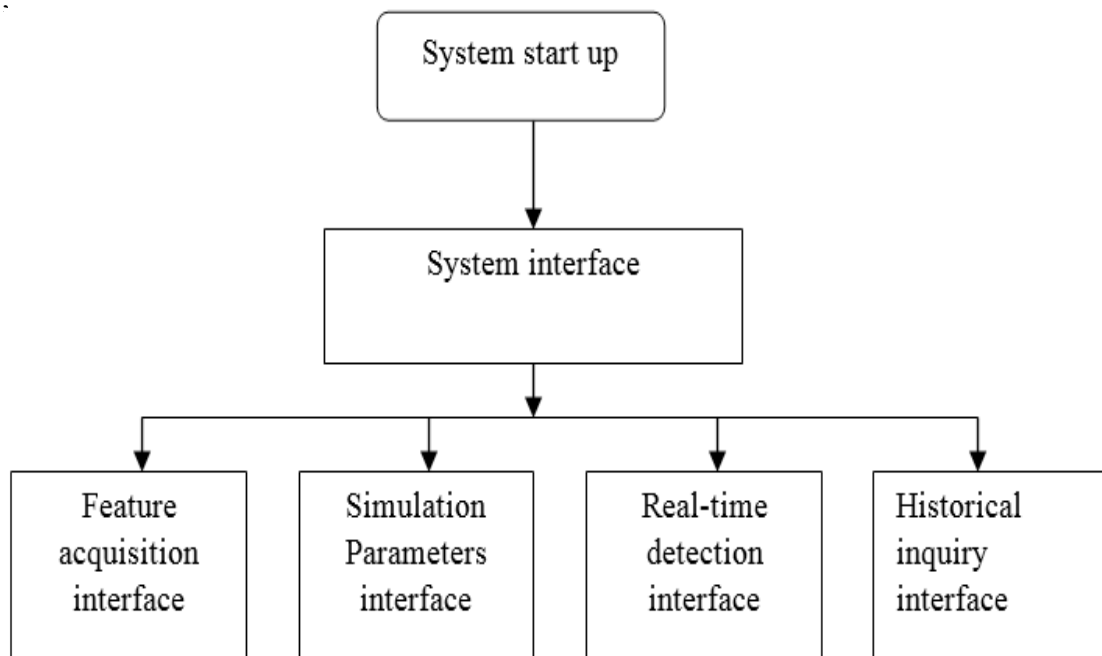 System start up
System interface
Feature
acquisition
interface
Simulation
Parameters
interface
Real-time
detection
interface
Historical
inquiry
interface